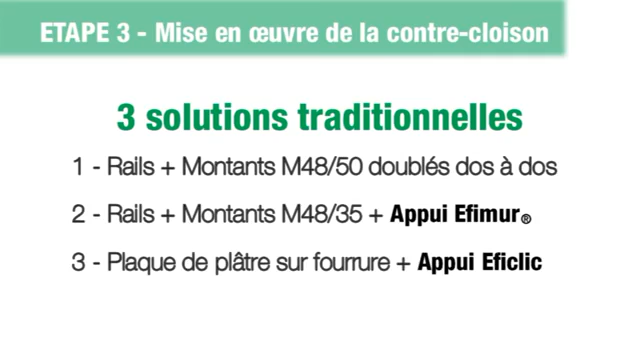 ETAPE 3 - Mise en œuvre de la contre-cloison
3 solutions traditionnelles
1 - Rails + Montants M48/50 doublés dos à dos
2 - Rails + Montants M48/35 + Appui Efimur®
3 - Plaque de plâtre sur fourrure + Appui Eficlic